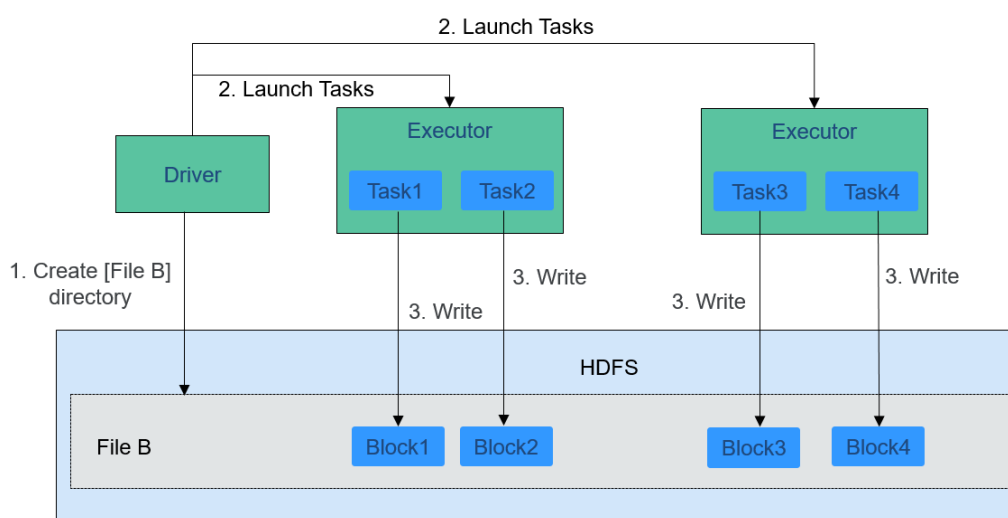 2. Launch Tasks
2. Launch Tasks
Executor
Executor
Driver
Task1
Task2
Task3
Task4
1. Create [File B]
directory
3. Write
3. Write
3. Write
3. Write
HDFS
File B
Block1
Block2
Block3
Block4